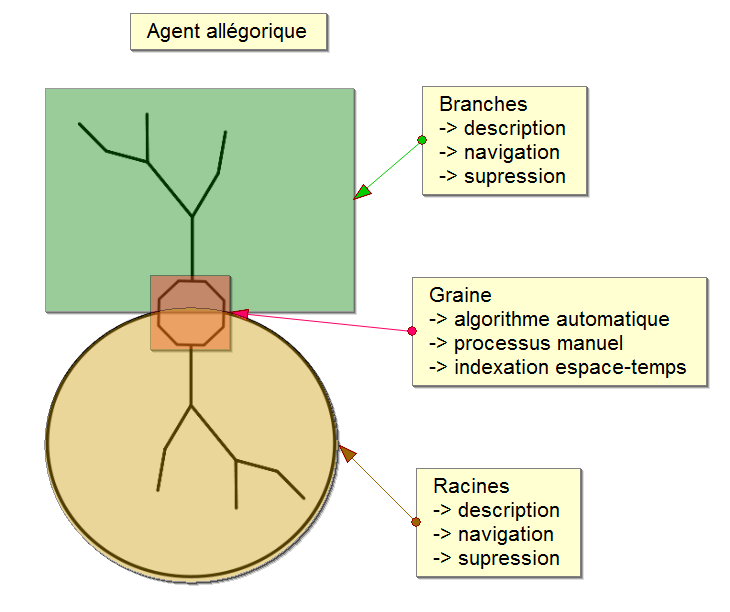 Agent allégorique
Branches
-> description
-> navigation
-> supression
Graine
-> algorithme automatique
-> processus manuel
-> indexation espace-temps
Racines
-> description
-> navigation
-> supression